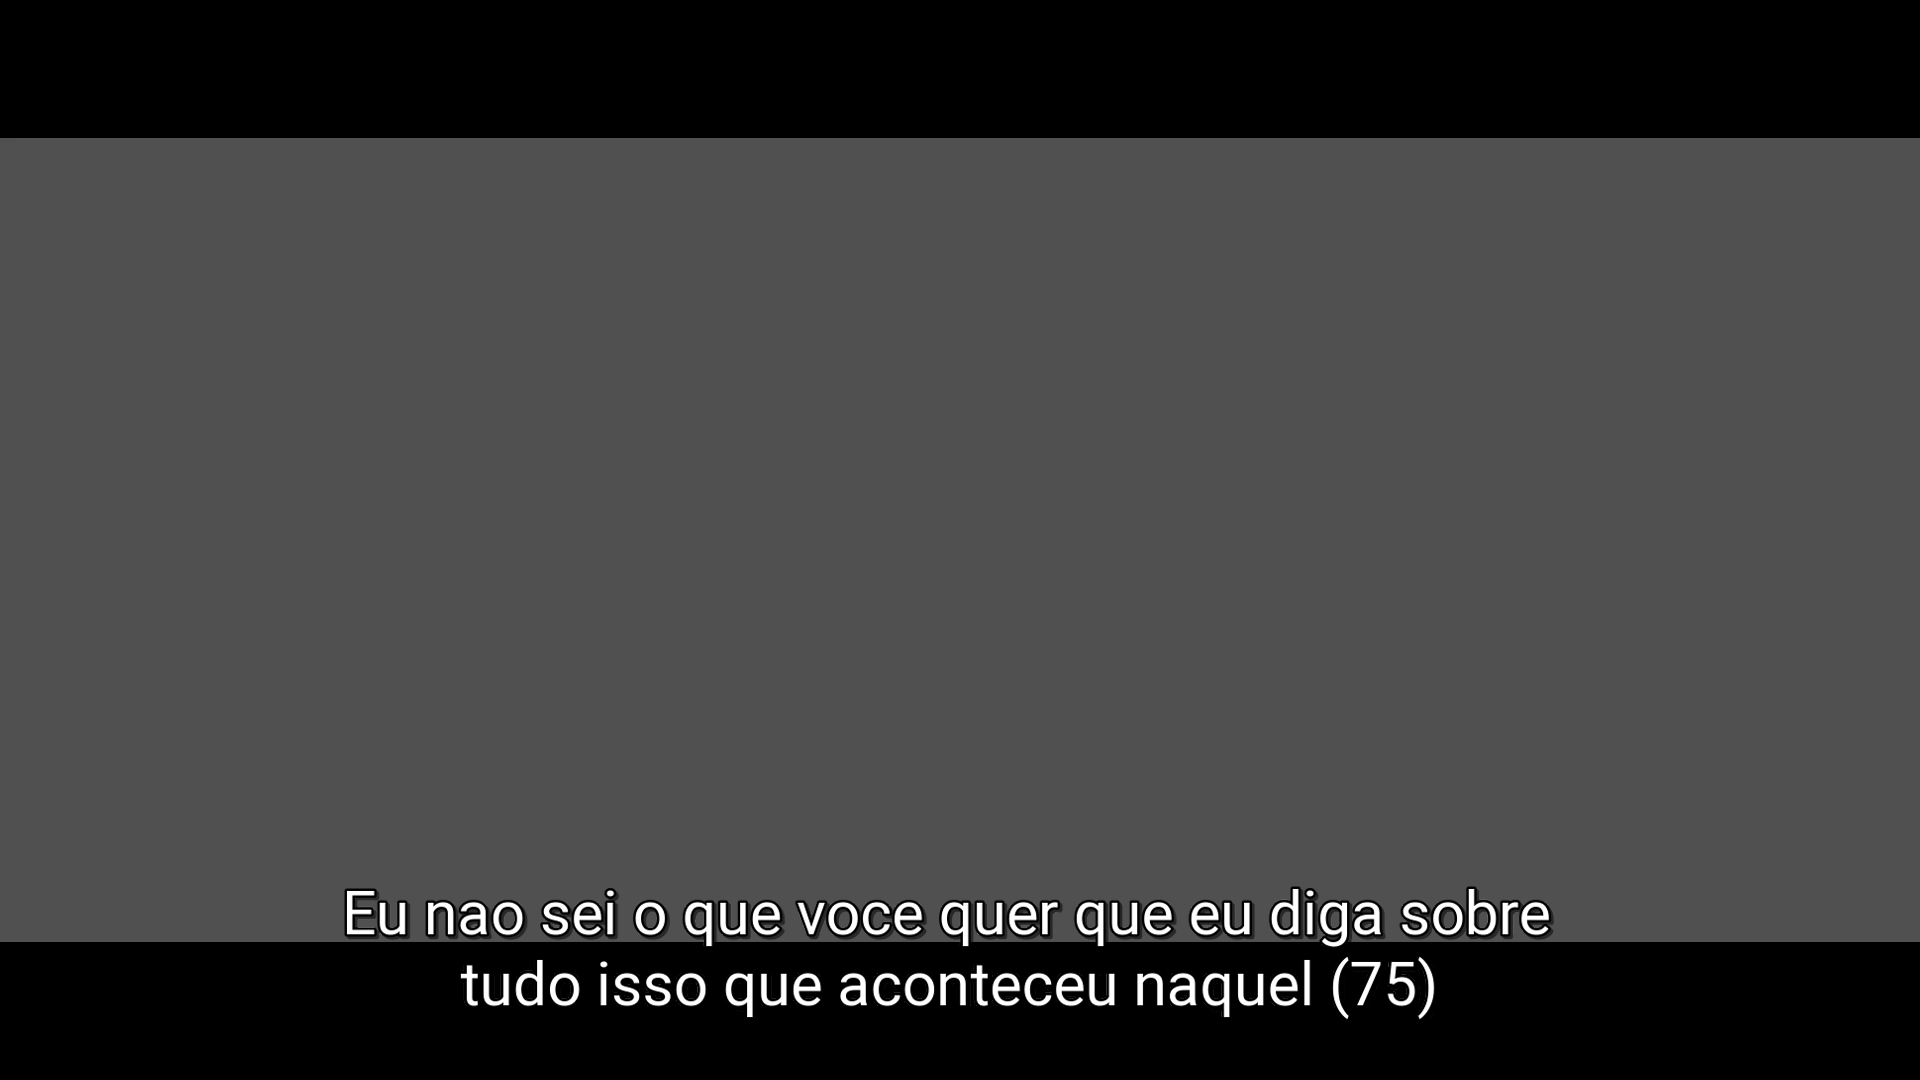 Eu nao sei o que voce quer que eu diga sobre
tudo isso que aconteceu naquel (75)